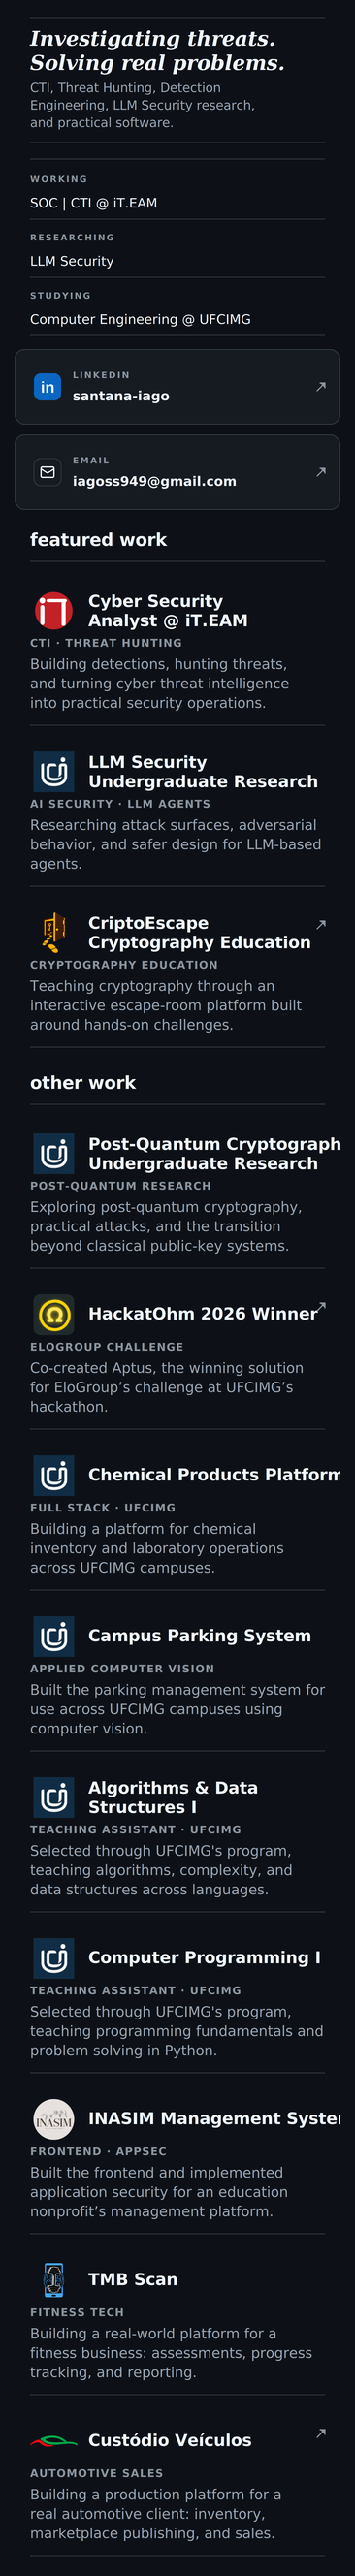 Investigating threats.
Solving real problems.
CTI, Threat Hunting, Detection
Engineering, LLM Security research,
and practical software.
WORKING
SOC | CTI @ iT.EAM
RESEARCHING
LLM Security
STUDYING
Computer Engineering @ UFCIMG
in
LINKEDIN
santana-iago
EMAIL
iagoss949@gmail.com
featured work
iT
Cyber Security
Analyst @ iT.EAM
CTI · THREAT HUNTING
Building detections, hunting threats,
and turning cyber threat intelligence
into practical security operations.
LLM Security
Undergraduate Research
AI SECURITY · LLM AGENTS
Researching attack surfaces, adversarial
behavior, and safer design for LLM-based
agents.
CriptoEscape
Cryptography Education
CRYPTOGRAPHY EDUCATION
Teaching cryptography through an
interactive escape-room platform built
around hands-on challenges.
other work
Post-Quantum Cryptograph
Undergraduate Research
POST-QUANTUM RESEARCH
Exploring post-quantum cryptography,
practical attacks, and the transition
beyond classical public-key systems.
Ω
HackatOhm 2026 Winner
ELOGROUP CHALLENGE
Co-created Aptus, the winning solution
for EloGroup’s challenge at UFCIMG’s
hackathon.
Chemical Products Platform
FULL STACK · UFCIMG
Building a platform for chemical
inventory and laboratory operations
across UFCIMG campuses.
Campus Parking System
APPLIED COMPUTER VISION
Built the parking management system for
use across UFCIMG campuses using
computer vision.
Algorithms & Data
Structures I
TEACHING ASSISTANT · UFCIMG
Selected through UFCIMG's program,
teaching algorithms, complexity, and
data structures across languages.
Computer Programming I
TEACHING ASSISTANT · UFCIMG
Selected through UFCIMG's program,
teaching programming fundamentals and
problem solving in Python.
INASIM
INASIM Management System
FRONTEND · APPSEC
Built the frontend and implemented
application security for an education
nonprofit’s management platform.
TMB Scan
FITNESS TECH
Building a real-world platform for a
fitness business: assessments, progress
tracking, and reporting.
Custódio Veículos
AUTOMOTIVE SALES
Building a production platform for a
real automotive client: inventory,
marketplace publishing, and sales.